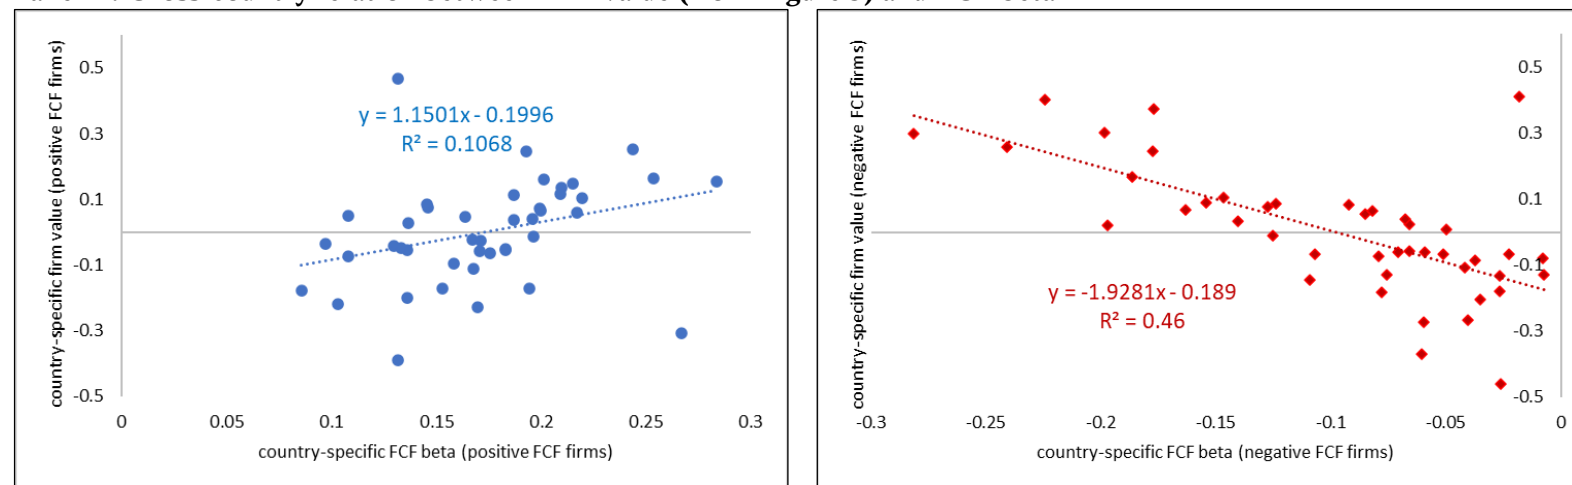 country-specific firm value (positive FCF firms)
0.5
0.3
0.1
-0.1
-0.3
-0.5
y = 1.1501x - 0.1996
R² = 0.1068
0 0.05 0.1 0.15 0.2 0.25 0.3
country-specific FCF beta (positive FCF firms)
country-specific firm value (negative FCF firms)
0.5
0.3
0.1
-0.1
-0.3
-0.5
y = -1.9281x - 0.189
R² = 0.46
-0.3 -0.25 -0.2 -0.15 -0.1 -0.05 0
country-specific FCF beta (negative FCF firms)